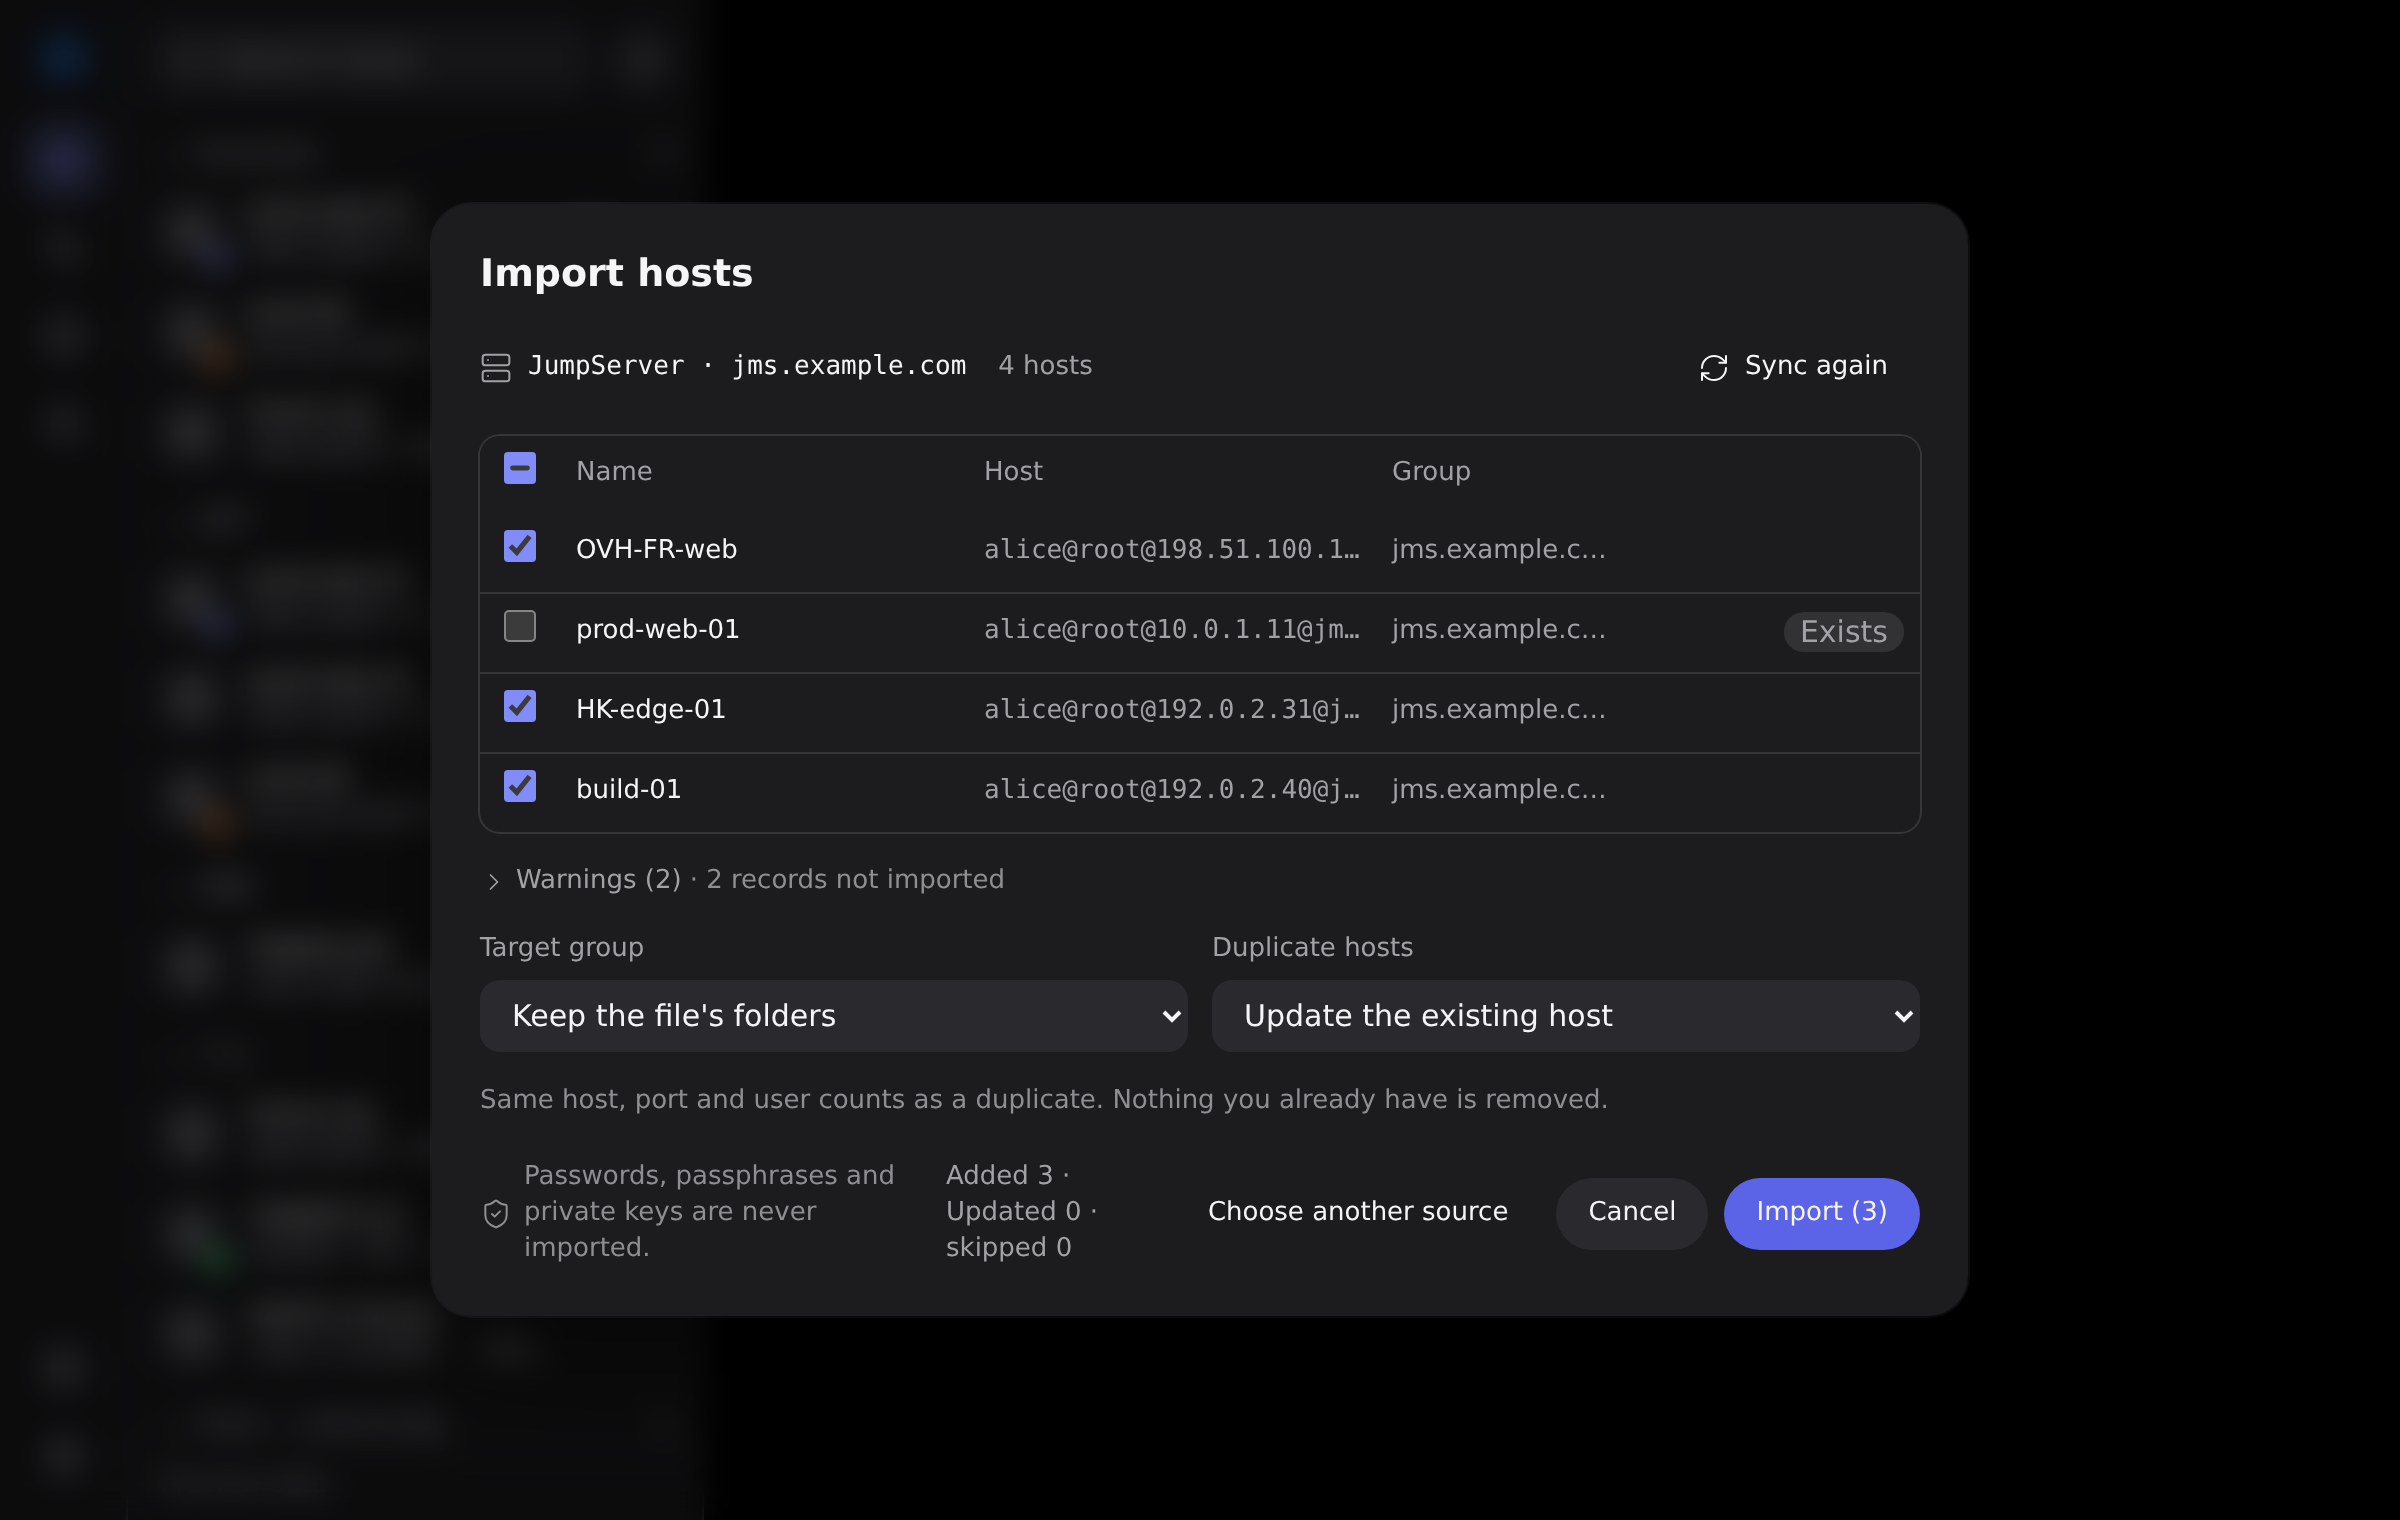 Import hosts
JumpServer · jms.example.com 4 hosts
Sync again
Name Host Group
OVH-FR-web alice@root@198.51.100.1… jms.example.c…
prod-web-01 alice@root@10.0.1.11@jm… jms.example.c… Exists
HK-edge-01 alice@root@192.0.2.31@j… jms.example.c…
build-01 alice@root@192.0.2.40@j… jms.example.c…
Warnings (2) · 2 records not imported
Target group
Duplicate hosts
Keep the file's folders
Update the existing host
Same host, port and user counts as a duplicate. Nothing you already have is removed.
Passwords, passphrases and
private keys are never
imported.
Added 3 ·
Updated 0 ·
skipped 0
Choose another source
Cancel
Import (3)